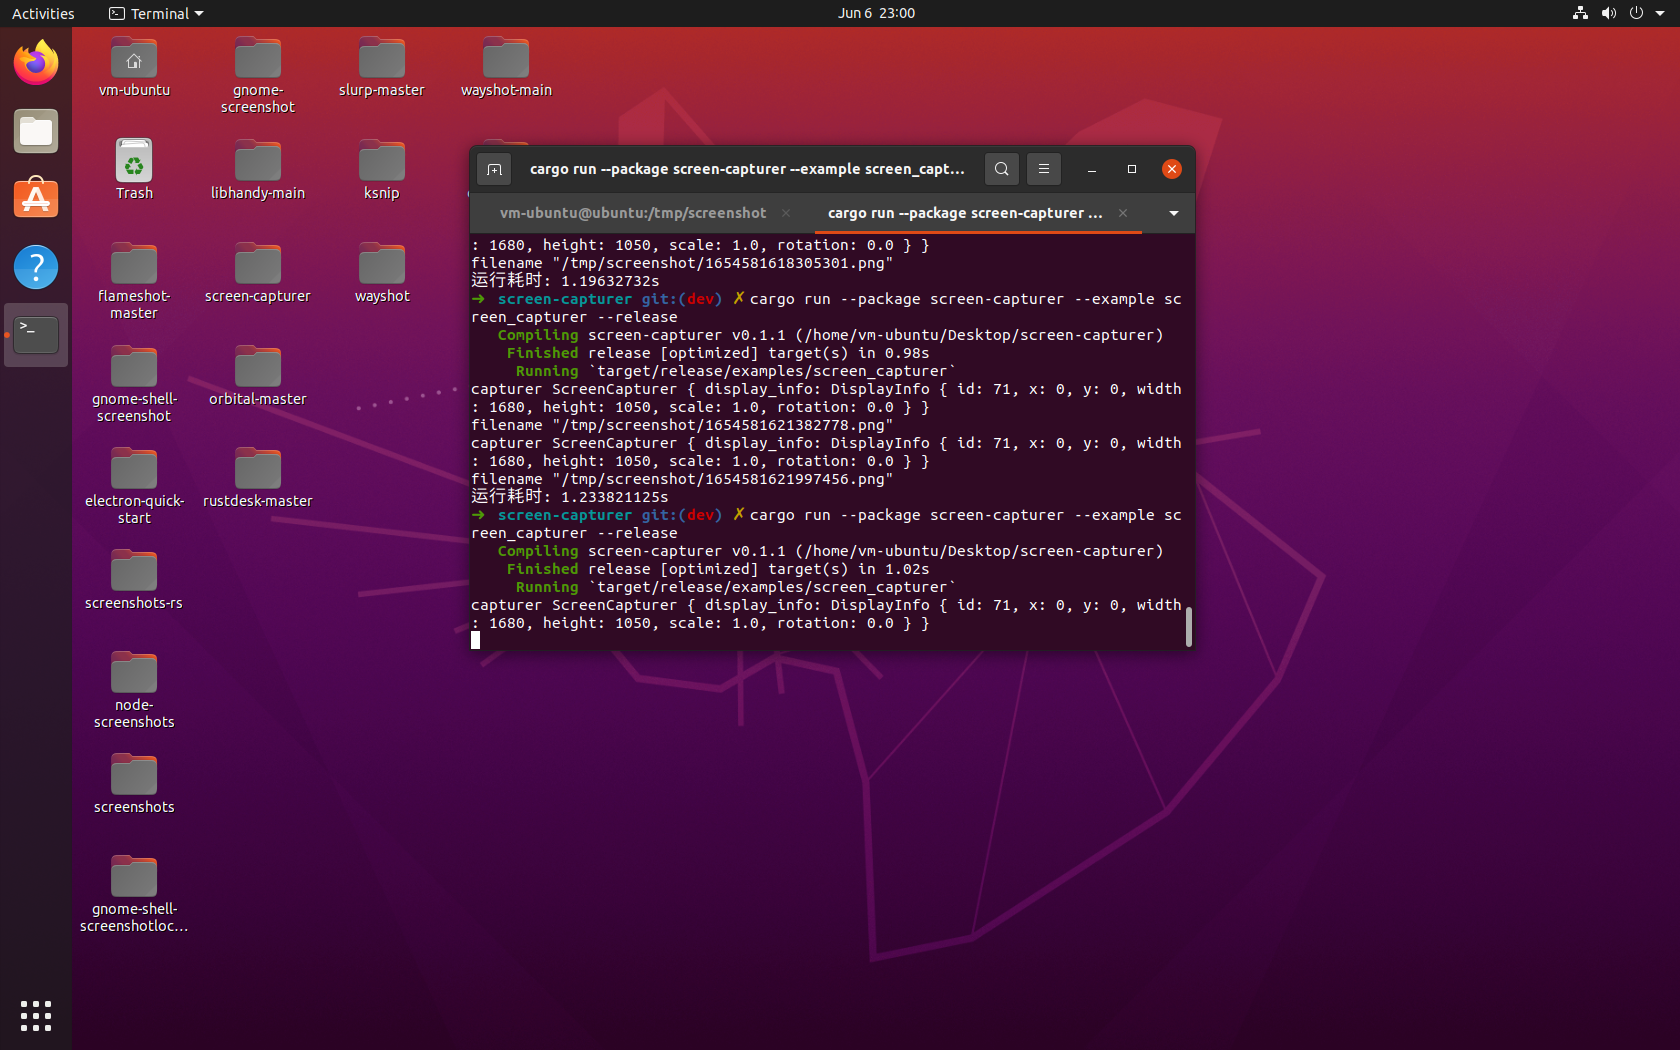 Activities
Terminal
Jun 6 23:00
vm-ubuntu
gnome-
screenshot
slurp-master
wayshot-main
Trash
libhandy-main
ksnip
flameshot-
master
screen-capturer
wayshot
gnome-shell-
screenshot
orbital-master
electron-quick-
start
rustdesk-master
screenshots-rs
node-
screenshots
screenshots
gnome-shell-
screenshotloc...
cargo run --package screen-capturer --example screen_capt...
vm-ubuntu@ubuntu:/tmp/screenshot
cargo run --package screen-capturer ...
: 1680, height: 1050, scale: 1.0, rotation: 0.0 } }
filename "/tmp/screenshot/1654581618305301.png"
运行耗时: 1.19632732s
➜ screen-capturer git:(dev) ✗ cargo run --package screen-capturer --example sc
reen_capturer --release
Compiling screen-capturer v0.1.1 (/home/vm-ubuntu/Desktop/screen-capturer)
Finished release [optimized] target(s) in 0.98s
Running `target/release/examples/screen_capturer`
capturer ScreenCapturer { display_info: DisplayInfo { id: 71, x: 0, y: 0, width
: 1680, height: 1050, scale: 1.0, rotation: 0.0 } }
filename "/tmp/screenshot/1654581621382778.png"
capturer ScreenCapturer { display_info: DisplayInfo { id: 71, x: 0, y: 0, width
: 1680, height: 1050, scale: 1.0, rotation: 0.0 } }
filename "/tmp/screenshot/1654581621997456.png"
运行耗时: 1.233821125s
➜ screen-capturer git:(dev) ✗ cargo run --package screen-capturer --example sc
reen_capturer --release
Compiling screen-capturer v0.1.1 (/home/vm-ubuntu/Desktop/screen-capturer)
Finished release [optimized] target(s) in 1.02s
Running `target/release/examples/screen_capturer`
capturer ScreenCapturer { display_info: DisplayInfo { id: 71, x: 0, y: 0, width
: 1680, height: 1050, scale: 1.0, rotation: 0.0 } }